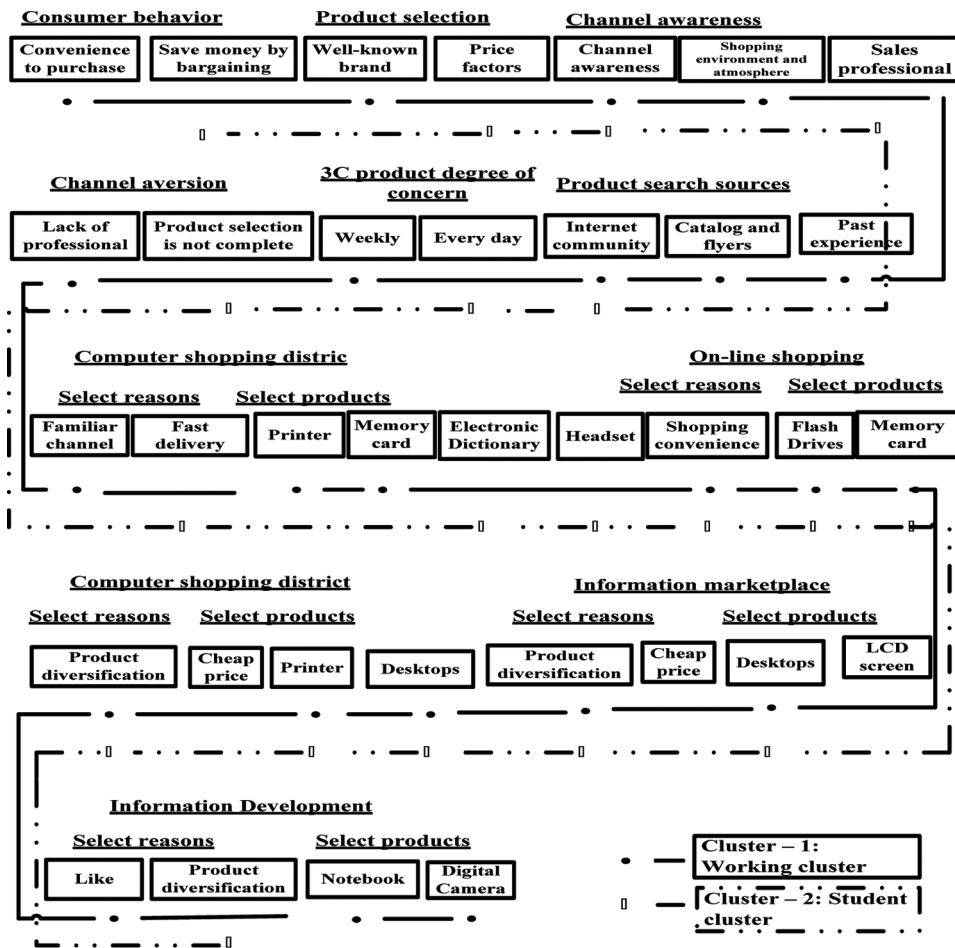 Consumer behavior
Product selection
Channel awareness
Convenience
to purchase
Save money by
bargaining
Well-known
brand
Price
factors
Channel
awareness
Shopping
environment and
atmosphere
Sales
professional
Channel aversion
3C product degree of
concern
Product search sources
Lack of
professional
Product selection
is not complete
Weekly
Every day
Internet
community
Catalog and
flyers
Past
experience
Computer shopping distric
On-line shopping
Select reasons
Select products
Select reasons
Select products
Familiar
channel
Fast
delivery
Printer
Memory
card
Electronic
Dictionary
Headset
Shopping
convenience
Flash
Drives
Memory
card
Computer shopping district
Information marketplace
Select reasons
Select products
Select reasons
Select products
Product
diversification
Cheap
price
Printer
Desktops
Product
diversification
Cheap
price
Desktops
LCD
screen
Information Development
Select reasons
Select products
Like
Product
diversification
Notebook
Digital
Camera
Cluster – 1:
Working cluster
Cluster – 2: Student
cluster